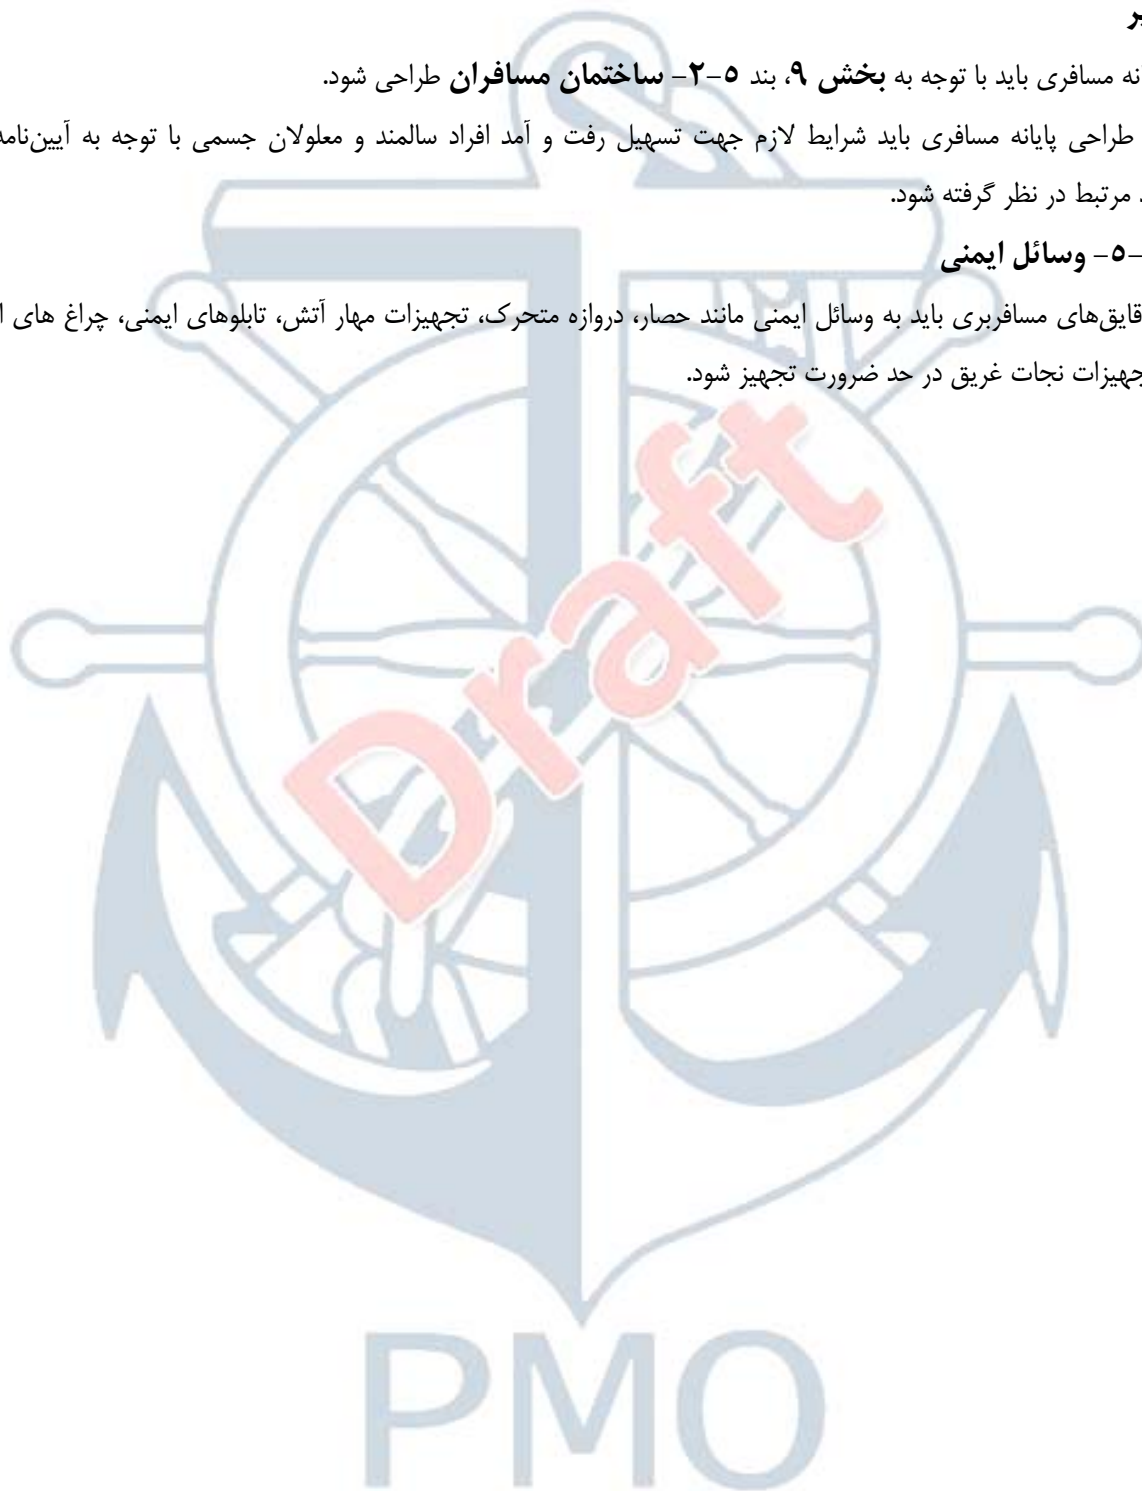 انه مسافری باید با توجه به بخش ۹، بند ۵-۲- ساختمان مسافران طراحی شود.
طراحی پایانه مسافری باید شرایط لازم جهت تسهیل رفت و آمد افراد سالمند و معلولان جسمی با توجه به آیین‌نامه
مرتبط در نظر گرفته شود.
-۵- وسائل ایمنی
قایق‌های مسافربری باید به وسائل ایمنی مانند حصار، دروازه متحرک، تجهیزات مهار آتش، تابلوهای ایمنی، چراغ های ا
جهیزات نجات غریق در حد ضرورت تجهیز شود.
Draft
PMO